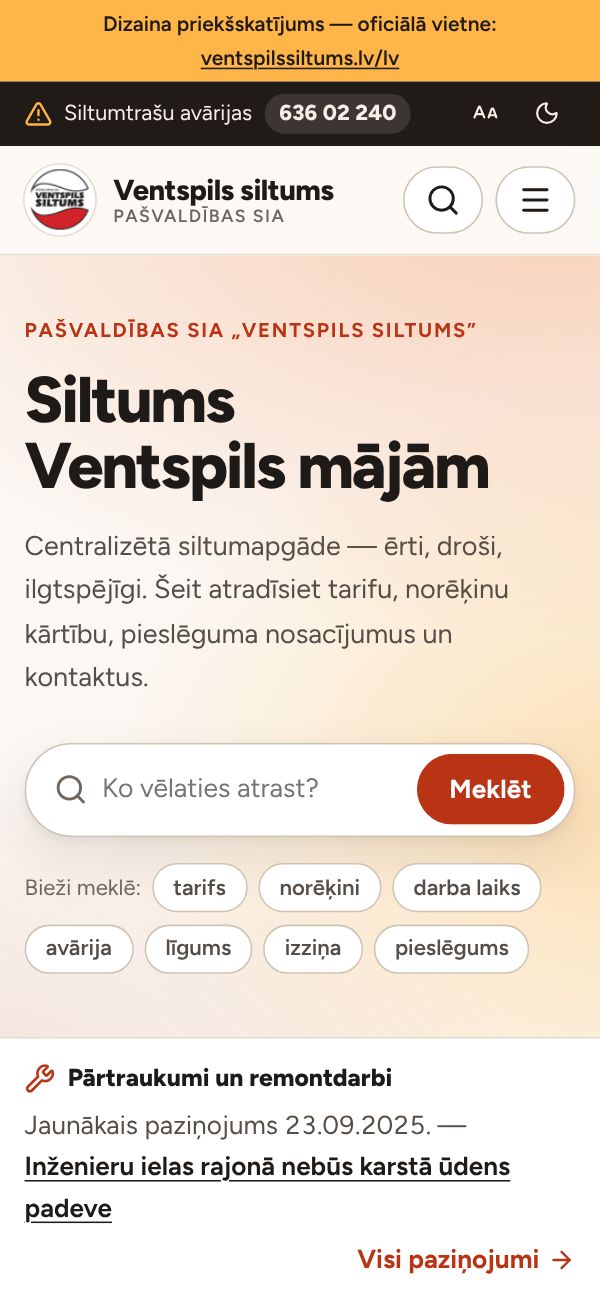 Dizaina priekšskatījums — oficiālā vietne:
ventspilssiltums.lv/lv
Siltumtrašu avārijas 636 02 240 AA
VENTSPILS
SILTUMS
Ventspils siltums
PAŠVALDĪBAS SIA
PAŠVALDĪBAS SIA „VENTSPILS SILTUMS”
Siltums
Ventspils mājām
Centralizētā siltumapgāde — ērti, droši,
ilgtspējīgi. Šeit atradīsiet tarifu, norēķinu
kārtību, pieslēguma nosacījumus un
kontaktus.
Ko vēlaties atrast? Meklēt
Bieži meklē: tarifs norēķini darba laiks
avārija līgums izziņa pieslēgums
Pārtraukumi un remontdarbi
Jaunākais paziņojums 23.09.2025. —
Inženieru ielas rajonā nebūs karstā ūdens
padeve
Visi paziņojumi →